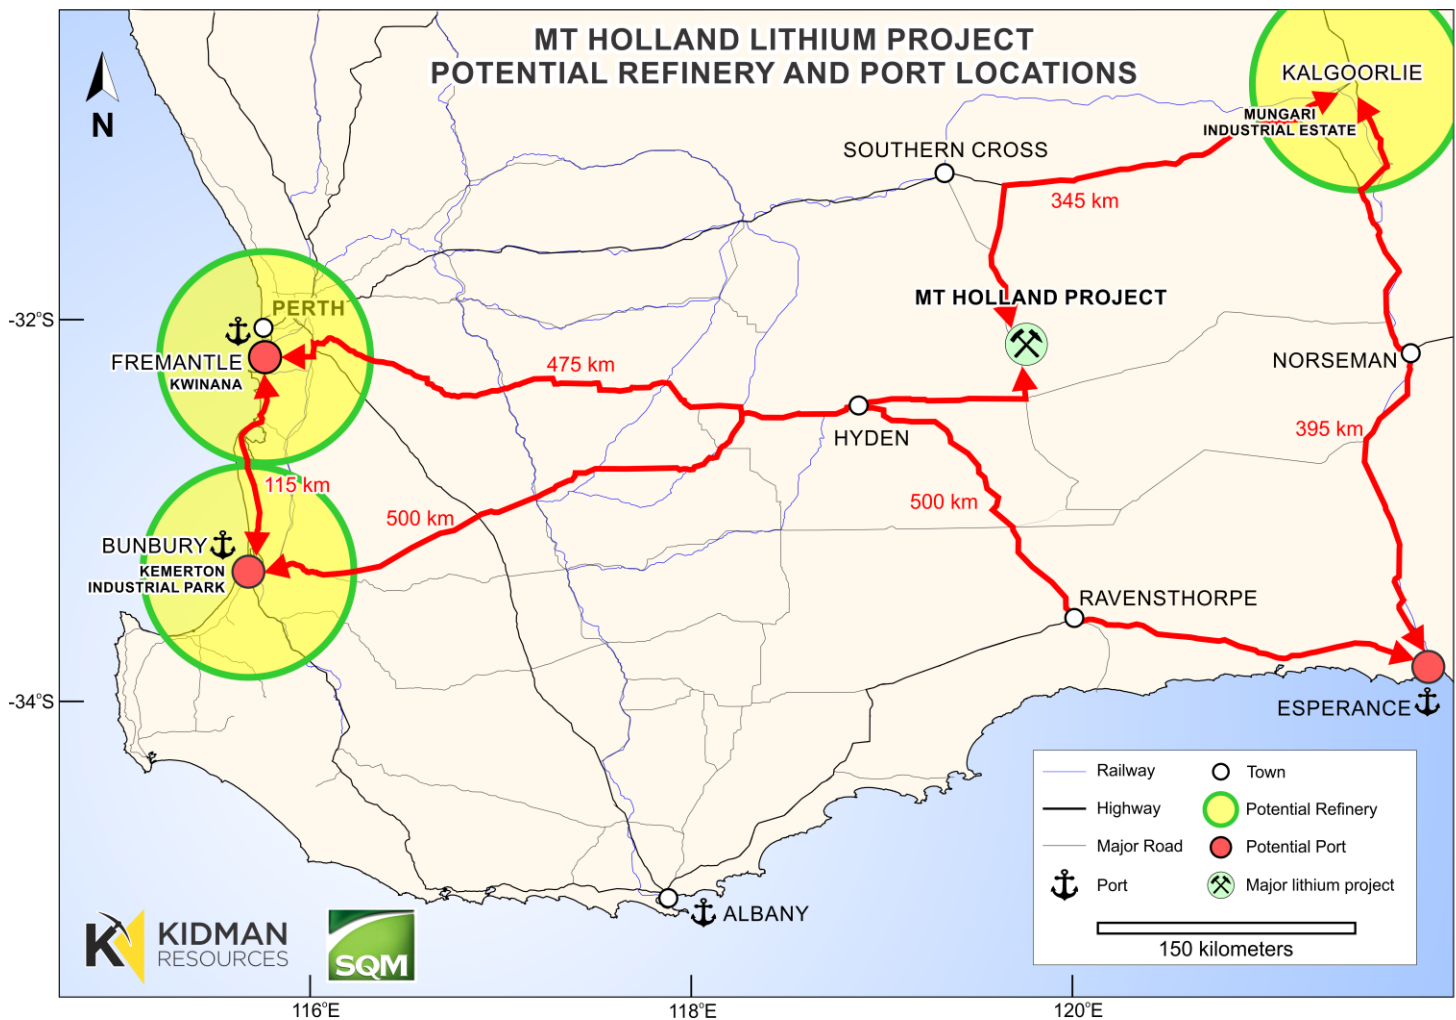 MT HOLLAND LITHIUM PROJECT
POTENTIAL REFINERY AND PORT LOCATIONS
N
KALGOORLIE
MUNGARI
INDUSTRIAL ESTATE
SOUTHERN CROSS
345 km
MT HOLLAND PROJECT
-32°S
PERTH
FREMANTLE
KWINANA
475 km
NORSEMAN
HYDEN
395 km
115 km
500 km
500 km
BUNBURY
KEMERTON
INDUSTRIAL PARK
RAVENSTHORPE
-34°S
ESPERANCE
Railway
Town
Highway
Potential Refinery
Major Road
Potential Port
Port
Major lithium project
150 kilometers
ALBANY
KIDMAN
RESOURCES
SQM
116°E
118°E
120°E